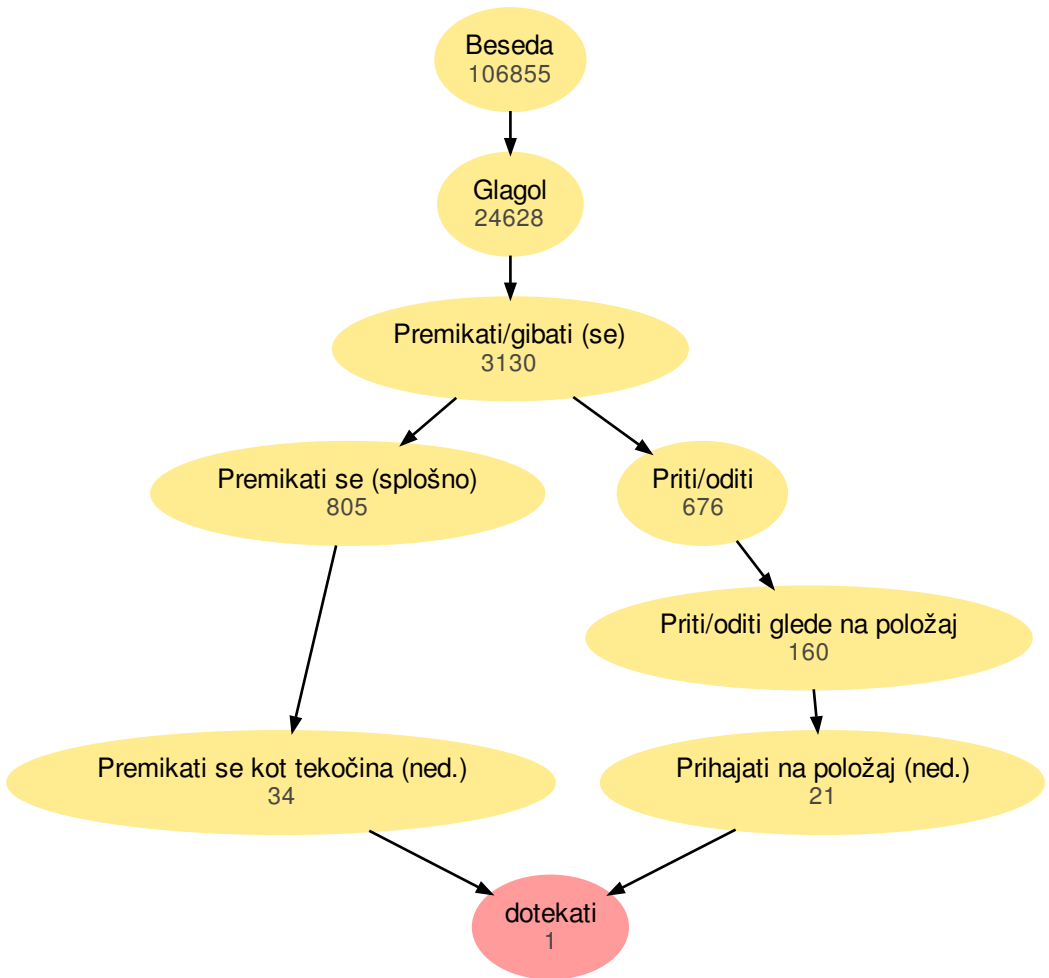 Beseda
106855
Glagol
24628
Premikati/gibati (se)
3130
Premikati se (splošno)
805
Priti/oditi
676
Priti/oditi glede na položaj
160
Premikati se kot tekočina (ned.)
34
Prihajati na položaj (ned.)
21
dotekati
1